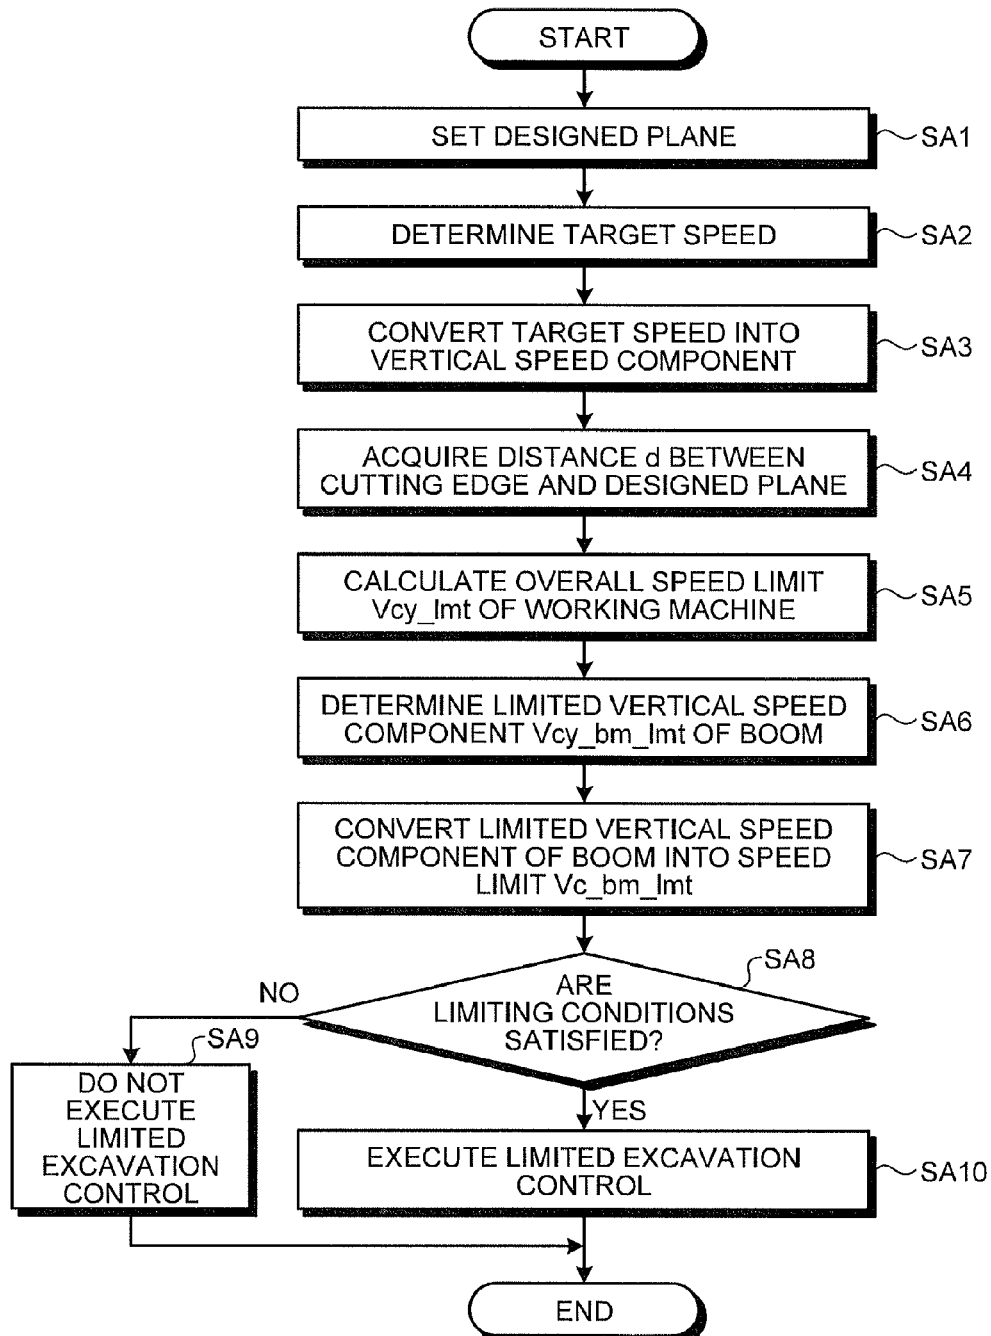 START
SET DESIGNED PLANE
SA1
DETERMINE TARGET SPEED
SA2
CONVERT TARGET SPEED INTO
VERTICAL SPEED COMPONENT
SA3
ACQUIRE DISTANCE d BETWEEN
CUTTING EDGE AND DESIGNED PLANE
SA4
CALCULATE OVERALL SPEED LIMIT
Vcy_lmt OF WORKING MACHINE
SA5
DETERMINE LIMITED VERTICAL SPEED
COMPONENT Vcy_bm_lmt OF BOOM
SA6
CONVERT LIMITED VERTICAL SPEED
COMPONENT OF BOOM INTO SPEED
LIMIT Vc_bm_lmt
SA7
ARE
LIMITING CONDITIONS
SATISFIED?
SA8
NO
SA9
DO NOT
EXECUTE
LIMITED
EXCAVATION
CONTROL
YES
EXECUTE LIMITED EXCAVATION
CONTROL
SA10
END